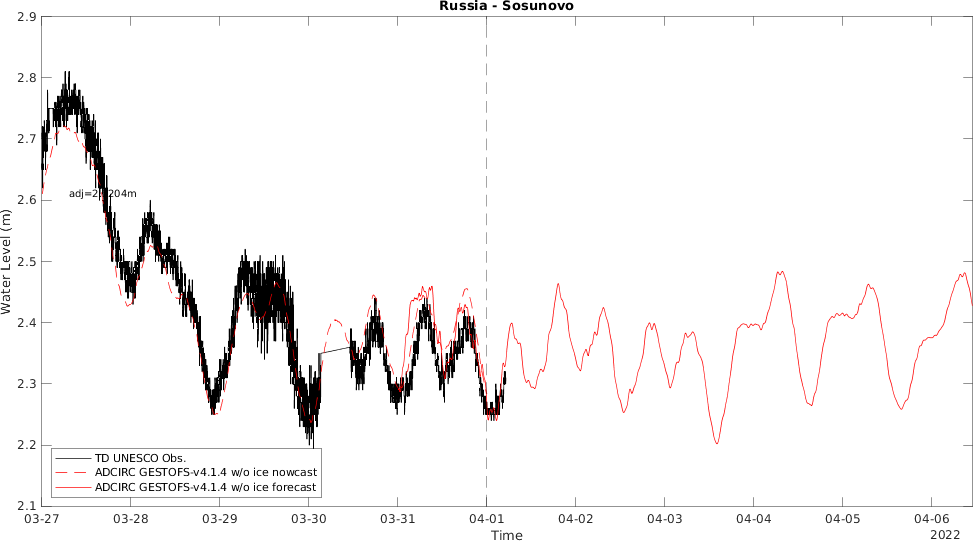 Russia - Sosunovo
Water Level (m)
2.9
2.8
2.7
2.6
2.5
2.4
2.3
2.2
2.1
TD UNESCO Obs.
ADCIRC GESTOFS-v4.1.4 w/o ice nowcast
ADCIRC GESTOFS-v4.1.4 w/o ice forecast
03-27 03-28 03-29 03-30 03-31 04-01 04-02 04-03 04-04 04-05 04-06
Time
2022